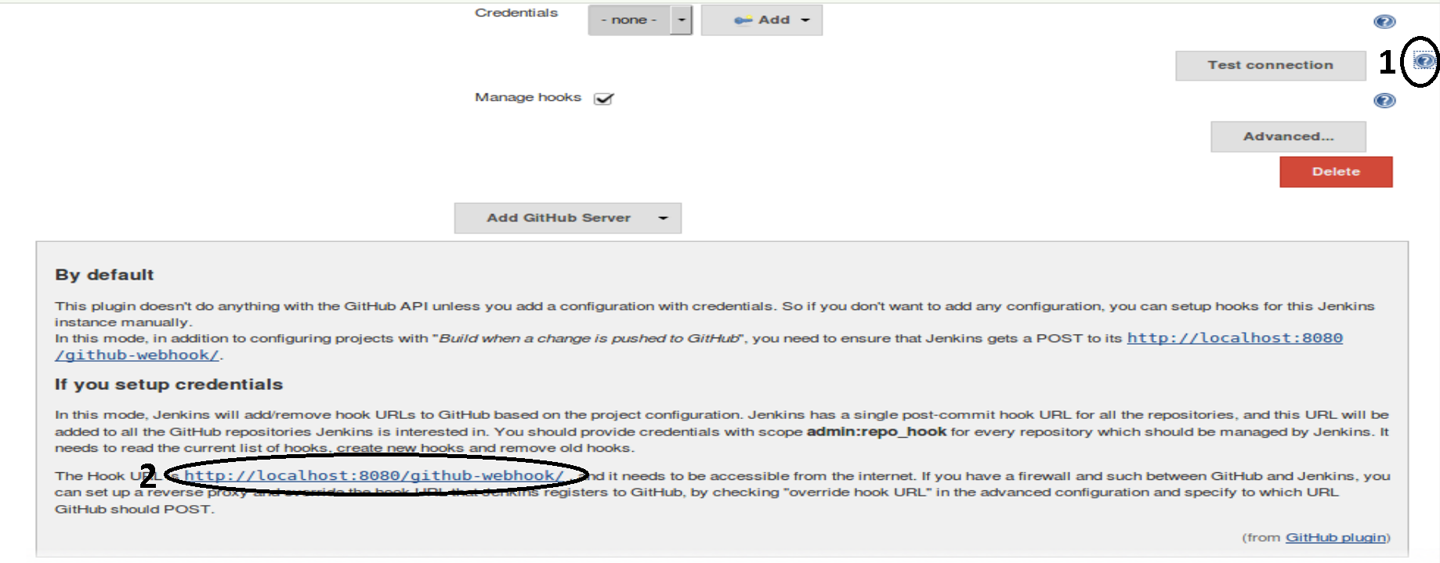 Credentials
- none -
Add
Test connection
1
Manage hooks
Advanced...
Delete
Add GitHub Server
By default
This plugin doesn't do anything with the GitHub API unless you add a configuration with credentials. So if you don't want to add any configuration, you can setup hooks for this Jenkins
instance manually.
In this mode, in addition to configuring projects with "Build when a change is pushed to GitHub", you need to ensure that Jenkins gets a POST to its http://localhost:8080
/github-webhook/.
If you setup credentials
In this mode, Jenkins will add/remove hook URLs to GitHub based on the project configuration. Jenkins has a single post-commit hook URL for all the repositories, and this URL will be
added to all the GitHub repositories Jenkins is interested in. You should provide credentials with scope admin:repo_hook for every repository which should be managed by Jenkins. It
needs to read the current list of hooks, create new hooks and remove old hooks.
2
The Hook URL is http://localhost:8080/github-webhook/ and it needs to be accessible from the internet. If you have a firewall and such between GitHub and Jenkins, you
can set up a reverse proxy and override the hook URL that Jenkins registers to GitHub, by checking "override hook URL" in the advanced configuration and specify to which URL
GitHub should POST.
(from GitHub plugin)